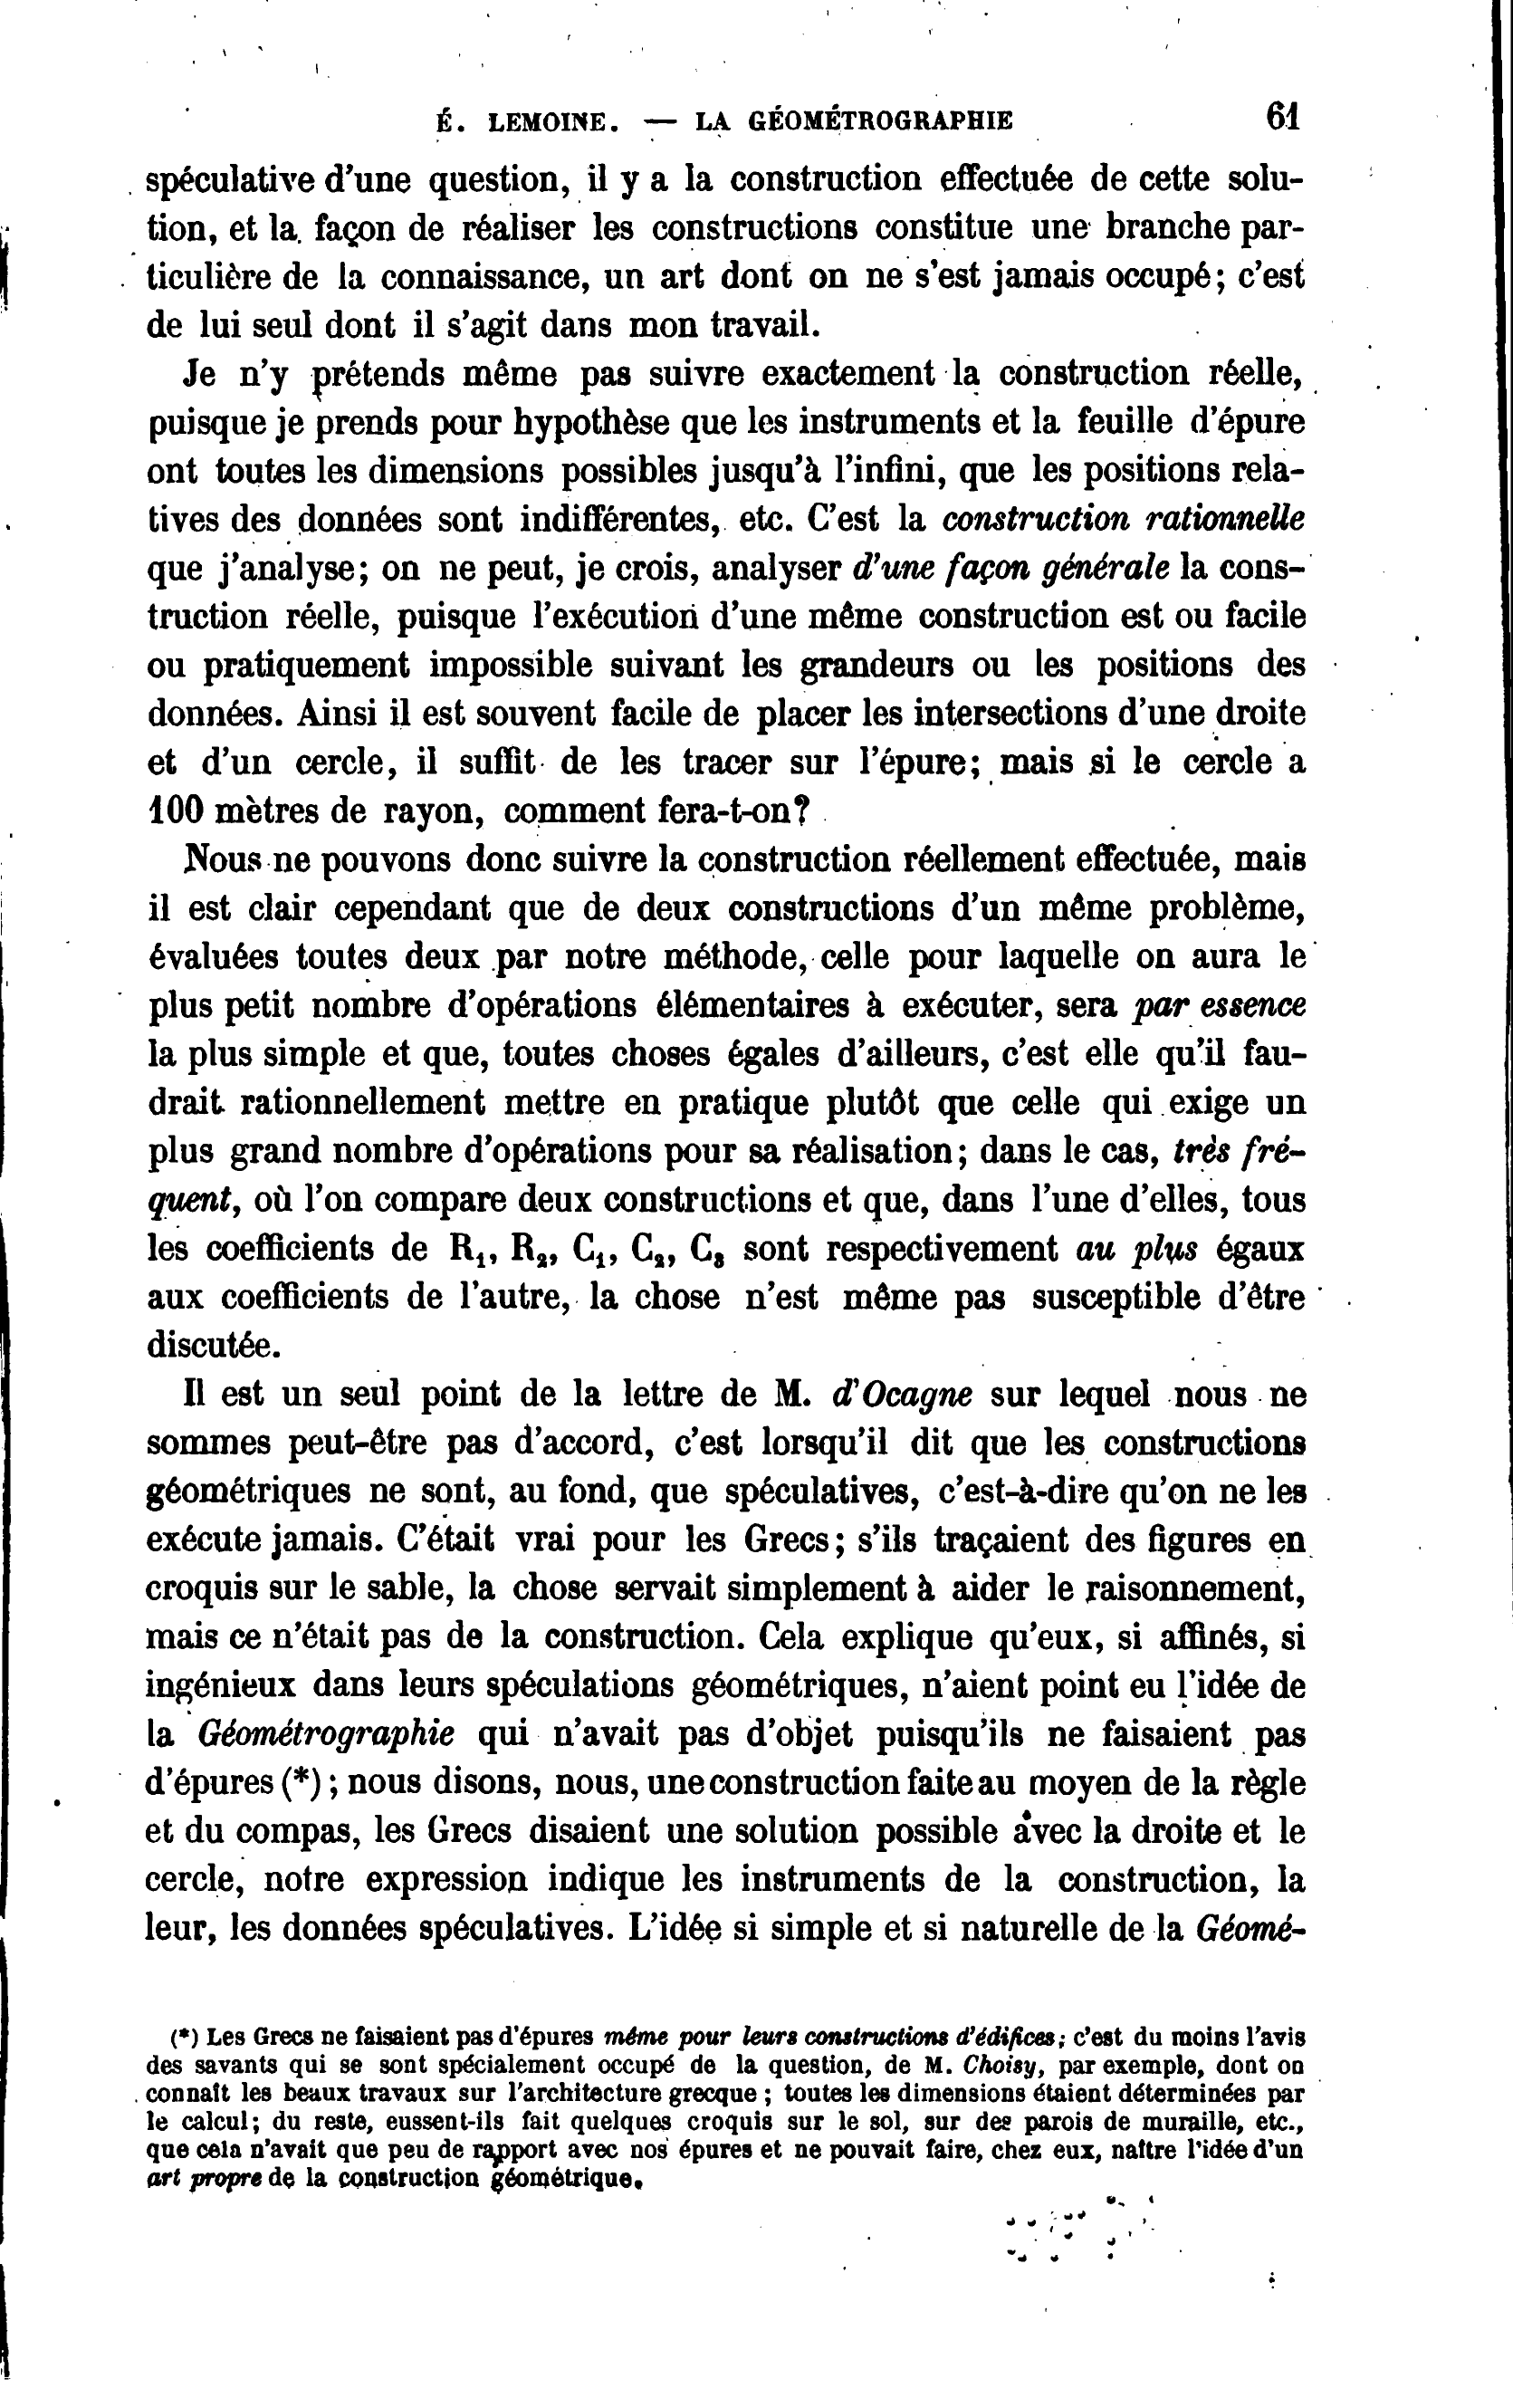 É. LEMOINE. — LA GÉOMÉTROGRAPHIE 61
spéculative d'une question, il y a la construction effectuée de cette solu-
tion, et la façon de réaliser les constructions constitue une branche par-
ticulière de la connaissance, un art dont on ne s'est jamais occupé; c'est
de lui seul dont il s'agit dans mon travail.
Je n'y prétends même pas suivre exactement la construction réelle,
puisque je prends pour hypothèse que les instruments et la feuille d'épure
ont toutes les dimensions possibles jusqu'à l'infini, que les positions rela-
tives des données sont indifférentes, etc. C'est la construction rationnelle
que j'analyse; on ne peut, je crois, analyser d'une façon générale la cons-
truction réelle, puisque l'exécution d'une même construction est ou facile
ou pratiquement impossible suivant les grandeurs ou les positions des
données. Ainsi il est souvent facile de placer les intersections d'une droite
et d'un cercle, il suffit de les tracer sur l'épure; mais si le cercle a
100 mètres de rayon, comment fera-t-on?
Nous ne pouvons donc suivre la construction réellement effectuée, mais
il est clair cependant que de deux constructions d'un même problème,
évaluées toutes deux par notre méthode, celle pour laquelle on aura le
plus petit nombre d'opérations élémentaires à exécuter, sera par essence
la plus simple et que, toutes choses égales d'ailleurs, c'est elle qu'il fau-
drait rationnellement mettre en pratique plutôt que celle qui exige un
plus grand nombre d'opérations pour sa réalisation; dans le cas, très fré-
quent, où l'on compare deux constructions et que, dans l'une d'elles, tous
les coefficients de R₁, R₂, C₁, C₂, C₃ sont respectivement au plus égaux
aux coefficients de l'autre, la chose n'est même pas susceptible d'être
discutée.
Il est un seul point de la lettre de M. d'Ocagne sur lequel nous ne
sommes peut-être pas d'accord, c'est lorsqu'il dit que les constructions
géométriques ne sont, au fond, que spéculatives, c'est-à-dire qu'on ne les
exécute jamais. C'était vrai pour les Grecs; s'ils traçaient des figures en
croquis sur le sable, la chose servait simplement à aider le raisonnement,
mais ce n'était pas de la construction. Cela explique qu'eux, si affinés, si
ingénieux dans leurs spéculations géométriques, n'aient point eu l'idée de
la Géométrographie qui n'avait pas d'objet puisqu'ils ne faisaient pas
d'épures (*); nous disons, nous, une construction faite au moyen de la règle
et du compas, les Grecs disaient une solution possible avec la droite et le
cercle, notre expression indique les instruments de la construction, la
leur, les données spéculatives. L'idée si simple et si naturelle de la Géomé-
(*) Les Grecs ne faisaient pas d'épures même pour leurs constructions d'édifices; c'est du moins l'avis
des savants qui se sont spécialement occupé de la question, de M. Choisy, par exemple, dont on
connaît les beaux travaux sur l'architecture grecque; toutes les dimensions étaient déterminées par
le calcul; du reste, eussent-ils fait quelques croquis sur le sol, sur des parois de muraille, etc.,
que cela n'avait que peu de rapport avec nos épures et ne pouvait faire, chez eux, naître l'idée d'un
art propre de la construction géométrique.